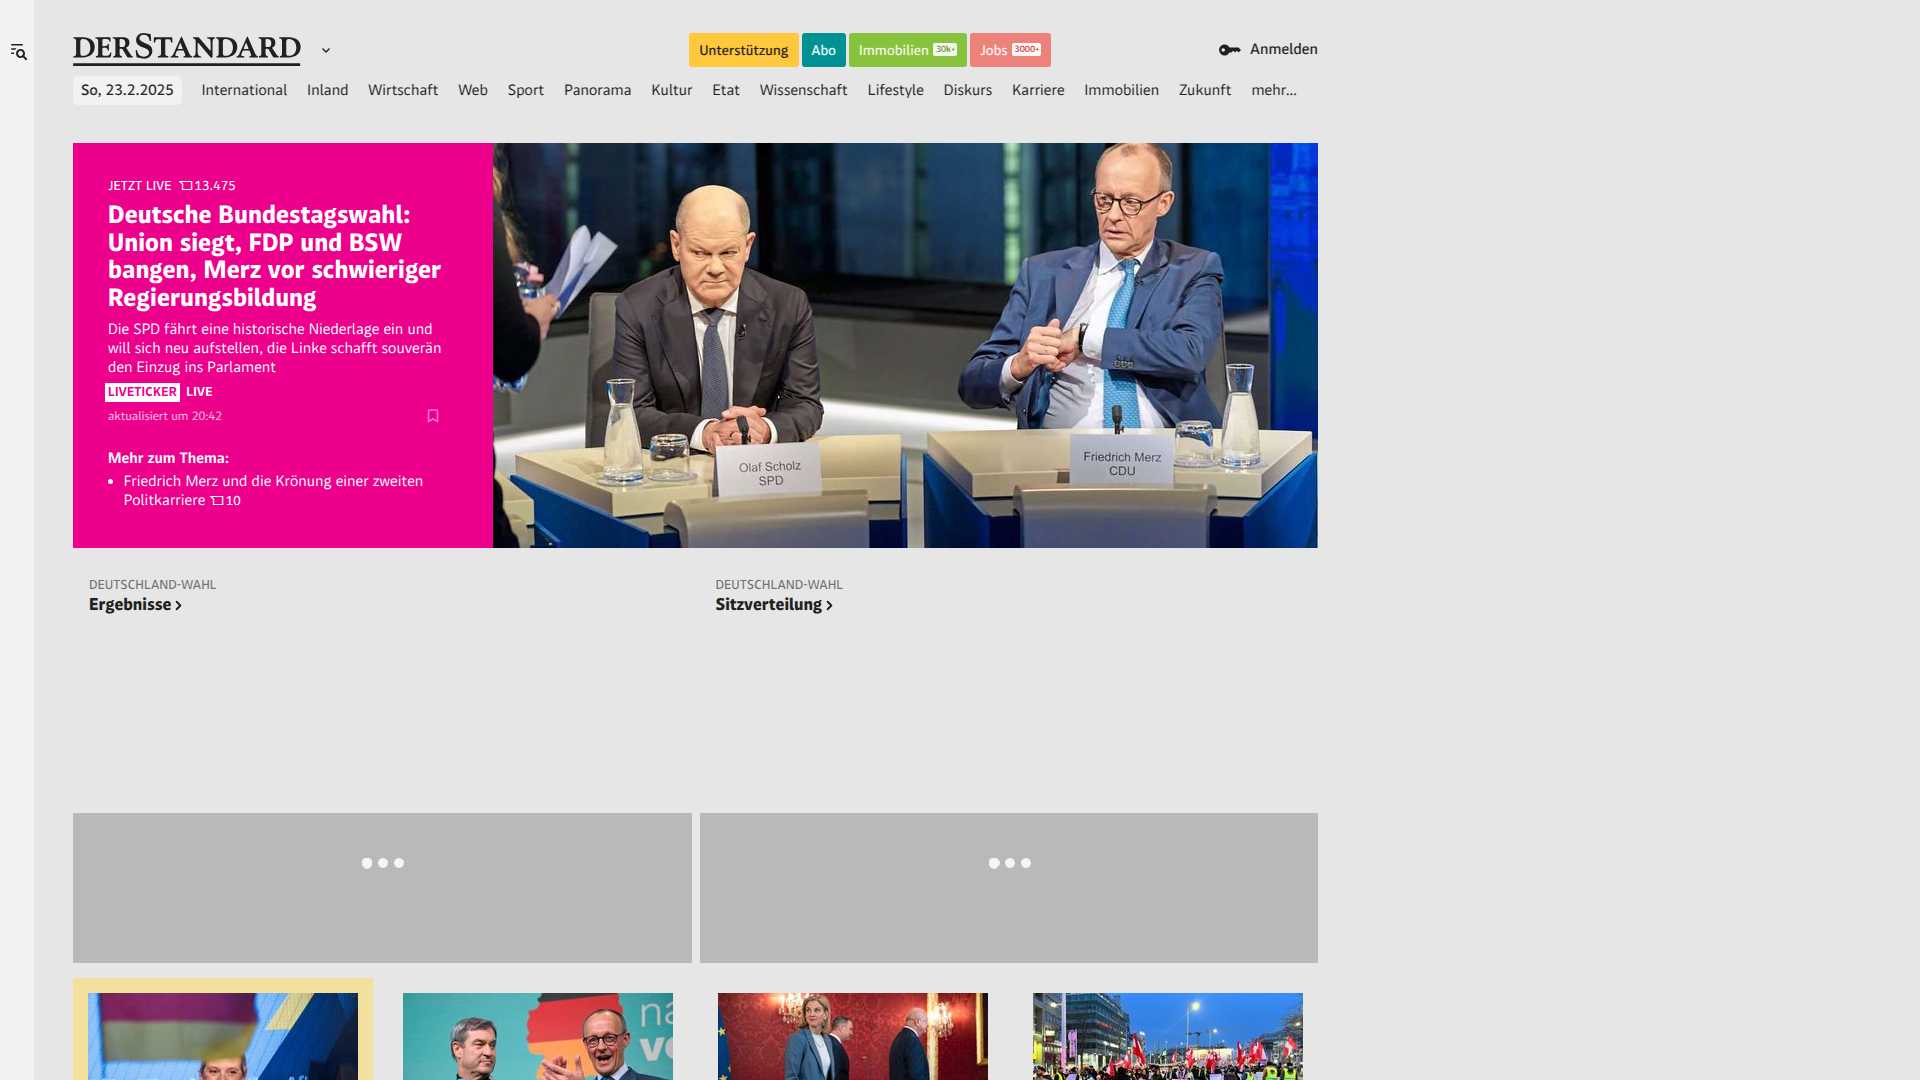 DERSTANDARD
Unterstützung
Abo
Immobilien 30k+
Jobs 3000+
Anmelden
So, 23.2.2025
International
Inland
Wirtschaft
Web
Sport
Panorama
Kultur
Etat
Wissenschaft
Lifestyle
Diskurs
Karriere
Immobilien
Zukunft
mehr...
JETZT LIVE 13.475
Deutsche Bundestagswahl:
Union siegt, FDP und BSW
bangen, Merz vor schwieriger
Regierungsbildung
Die SPD fährt eine historische Niederlage ein und
will sich neu aufstellen, die Linke schafft souverän
den Einzug ins Parlament
LIVETICKER LIVE
aktualisiert um 20:42
Mehr zum Thema:
• Friedrich Merz und die Krönung einer zweiten
Politkarriere 10
Olaf Scholz
SPD
Friedrich Merz
CDU
DEUTSCHLAND-WAHL
Ergebnisse
DEUTSCHLAND-WAHL
Sitzverteilung